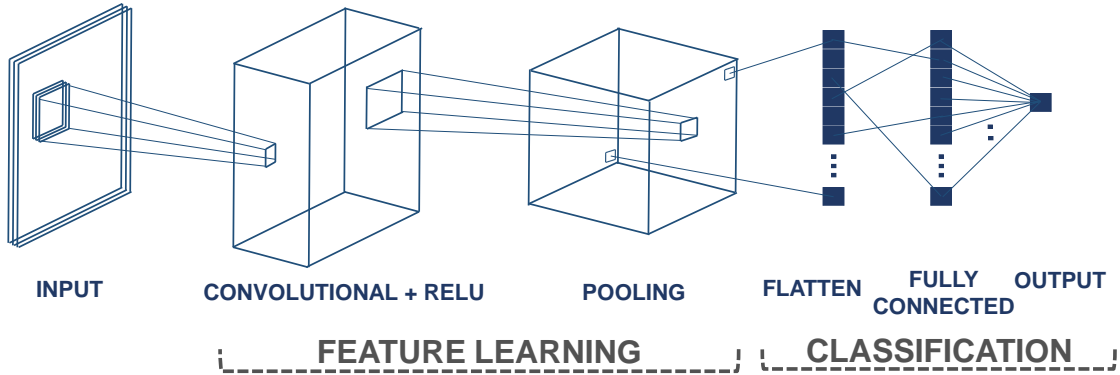 INPUT
CONVOLUTIONAL + RELU
POOLING
FLATTEN
FULLY
CONNECTED
OUTPUT
FEATURE LEARNING
CLASSIFICATION